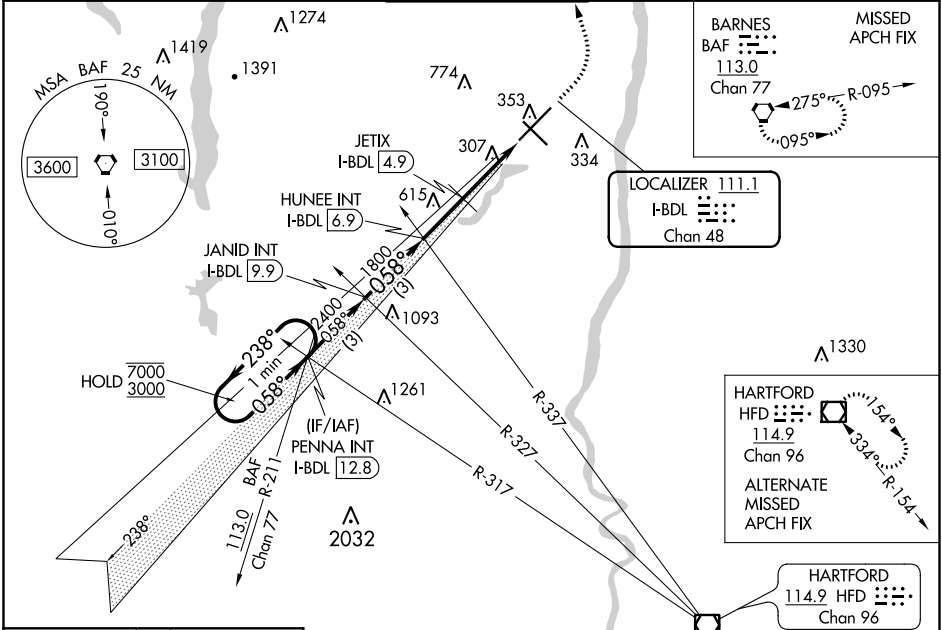 1274
1419
1391
MSA BAF 25 NM
190°
3600
3100
010°
774
353
334
307
JETIX
I-BDL 4.9
615
HUNEE INT
I-BDL 6.9
JANID INT
I-BDL 9.9
1800
058°
(3)
2400
058°
(3)
1093
238°
1 min
058°
HOLD 7000
3000
1261
(IF/IAF)
PENNA INT
I-BDL 12.8
BAF
R-211
113.0
Chan 77
238°
2032
R-337
R-327
R-317
BARNES
BAF
113.0
Chan 77
MISSED
APCH FIX
275°
R-095
095°
LOCALIZER 111.1
I-BDL
Chan 48
1330
HARTFORD
HFD
114.9
Chan 96
154°
334°
R-154
ALTERNATE
MISSED
APCH FIX
HARTFORD
114.9 HFD
Chan 96